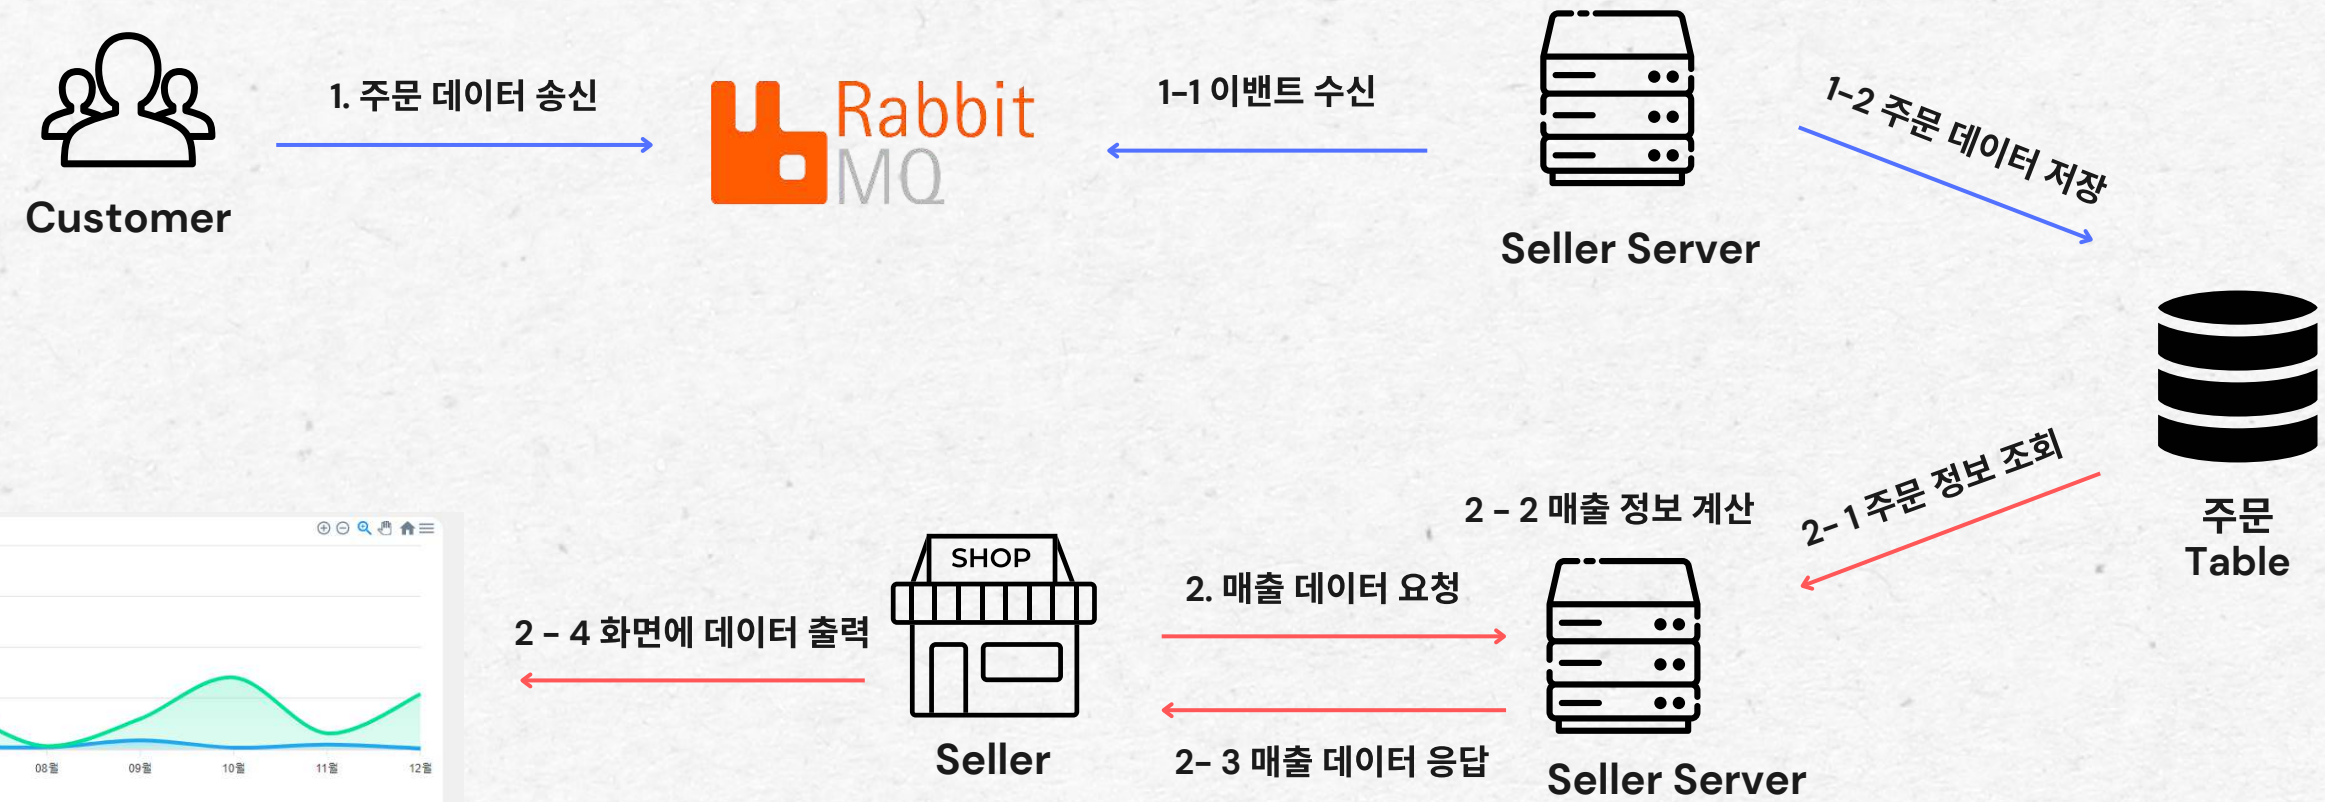 1. 주문 데이터 송신
Rabbit
MQ
1-1 이밴트 수신
1-2 주문 데이터 저장
Customer
Seller Server
주문
Table
2- 1 주문 정보 조회
2 - 2 매출 정보 계산
SHOP
2. 매출 데이터 요청
2 - 4 화면에 데이터 출력
Seller
2- 3 매출 데이터 응답
Seller Server
08월 09월 10월 11월 12월